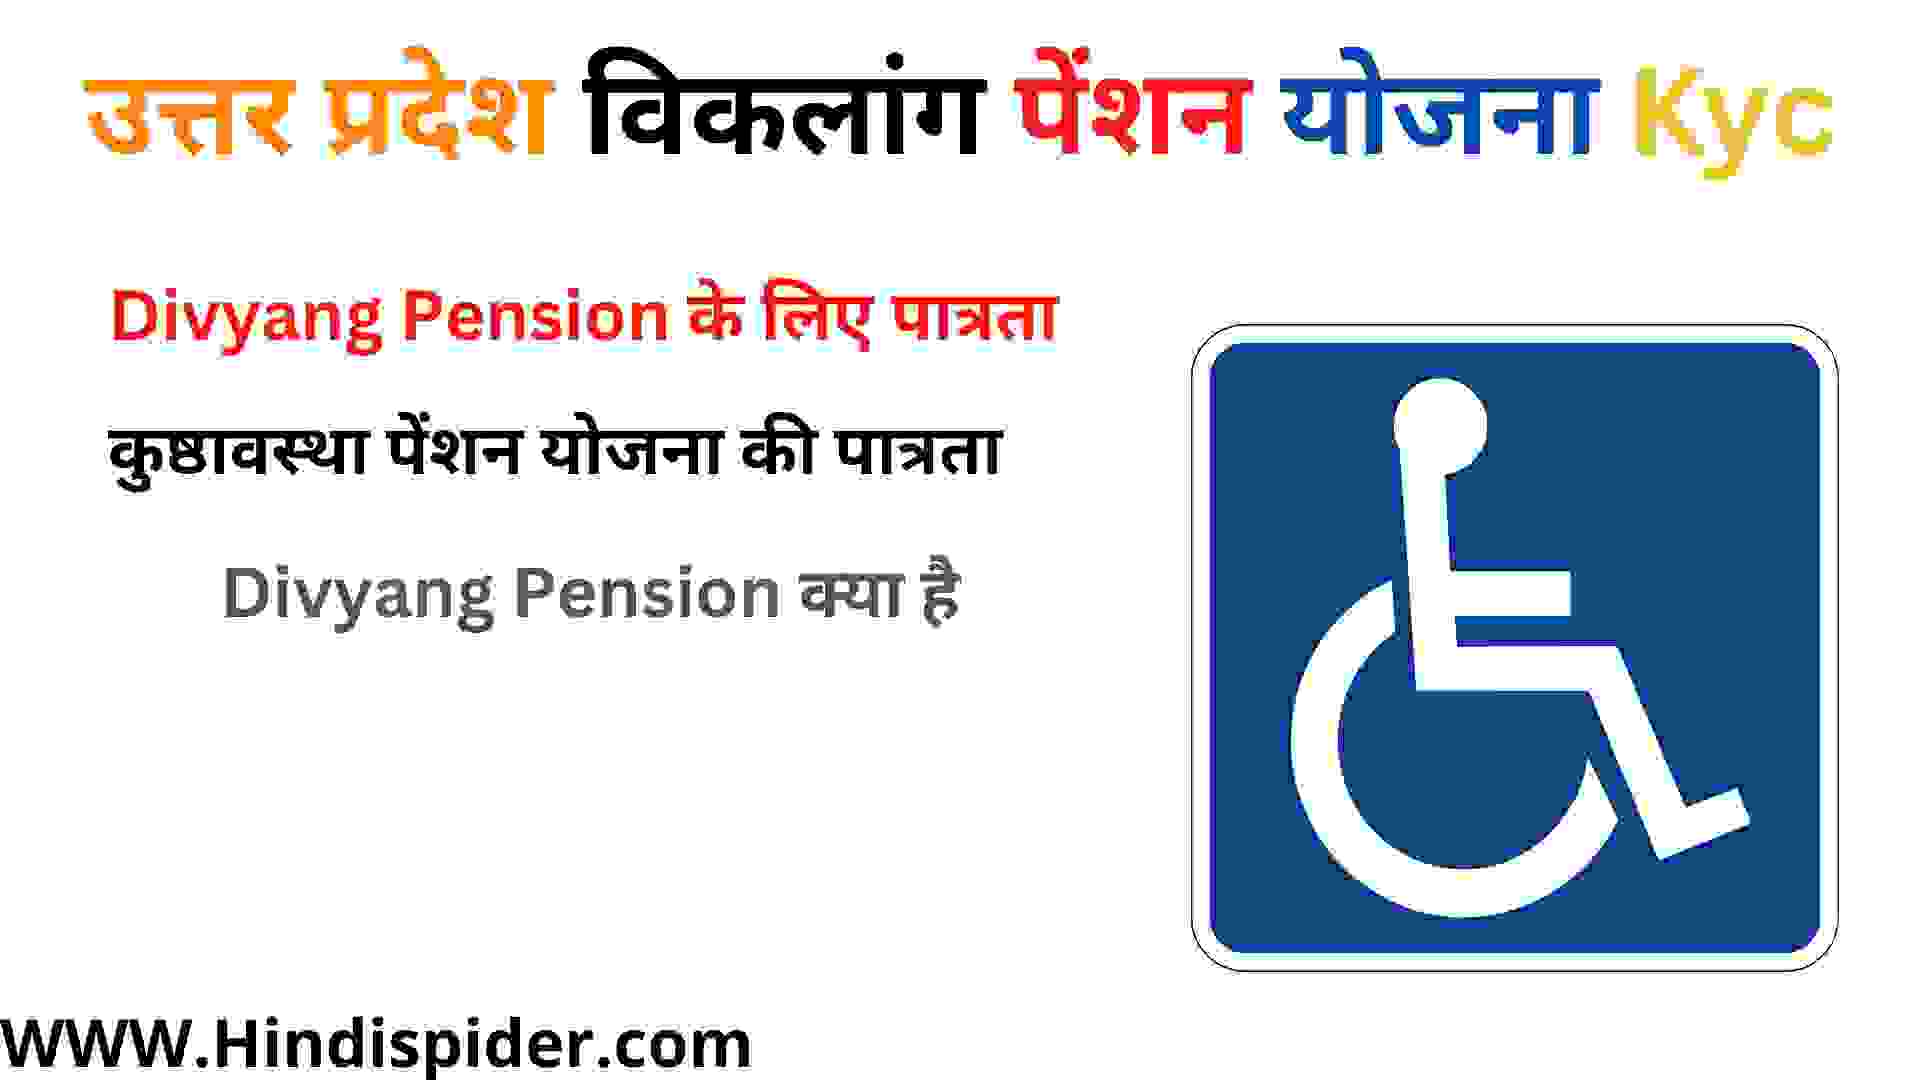 उत्तर प्रदेश विकलांग पेंशन योजना Kyc
Divyang Pension के लिए पात्रता
कुष्ठावस्था पेंशन योजना की पात्रता
Divyang Pension क्या है
WWW.Hindispider.com